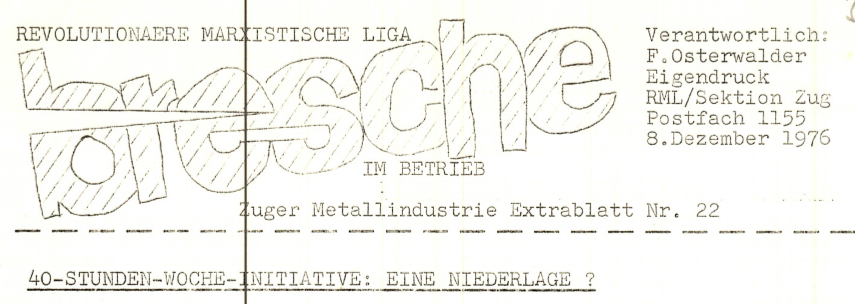 REVOLUTIONAERE MARXISTISCHE LIGA
bresche
IM BETRIEB
Verantwortlich:
F.Osterwalder
Eigendruck
RML/Sektion Zug
Postfach 1155
8.Dezember 1976
Zuger Metallindustrie Extrablatt Nr. 22
40-STUNDEN-WOCHE-INITIATIVE: EINE NIEDERLAGE ?